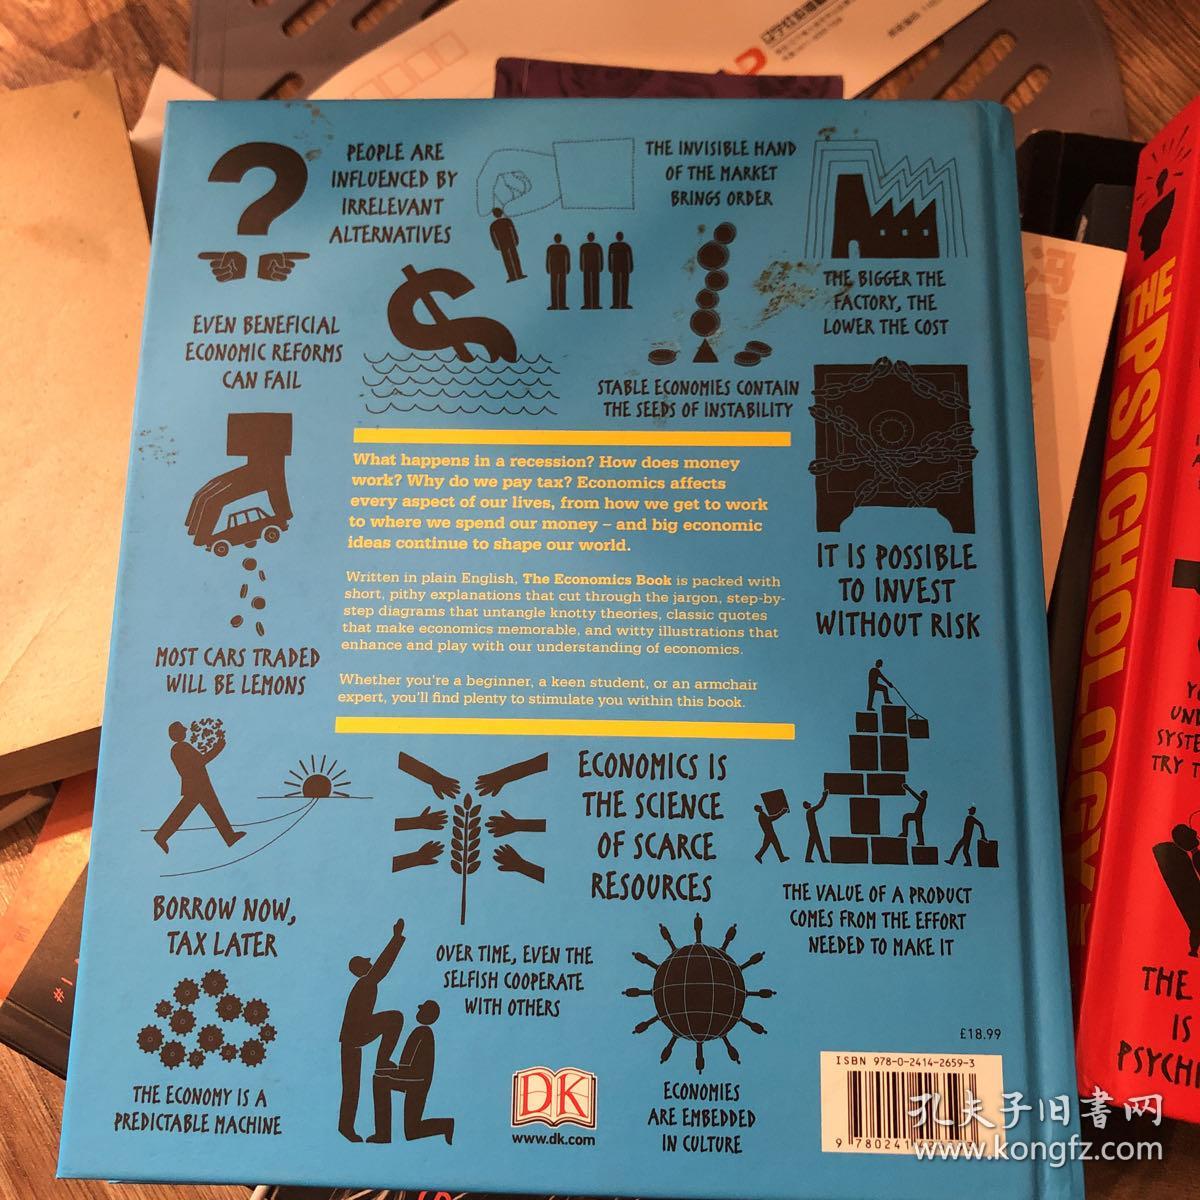 PEOPLE ARE
INFLUENCED BY
IRRELEVANT
ALTERNATIVES
THE INVISIBLE HAND
OF THE MARKET
BRINGS ORDER
THE BIGGER THE
FACTORY, THE
LOWER THE COST
EVEN BENEFICIAL
ECONOMIC REFORMS
CAN FAIL
STABLE ECONOMIES CONTAIN
THE SEEDS OF INSTABILITY
What happens in a recession? How does money
work? Why do we pay tax? Economics affects
every aspect of our lives, from how we get to work
to where we spend our money – and big economic
ideas continue to shape our world.
Written in plain English, The Economics Book is packed with
short, pithy explanations that cut through the jargon, step-by-
step diagrams that untangle knotty theories, classic quotes
that make economics memorable, and witty illustrations that
enhance and play with our understanding of economics.
Whether you're a beginner, a keen student, or an armchair
expert, you'll find plenty to stimulate you within this book.
IT IS POSSIBLE
TO INVEST
WITHOUT RISK
MOST CARS TRADED
WILL BE LEMONS
ECONOMICS IS
THE SCIENCE
OF SCARCE
RESOURCES
THE VALUE OF A PRODUCT
COMES FROM THE EFFORT
NEEDED TO MAKE IT
BORROW NOW,
TAX LATER
OVER TIME, EVEN THE
SELFISH COOPERATE
WITH OTHERS
THE ECONOMY IS A
PREDICTABLE MACHINE
DK
www.dk.com
ECONOMIES
ARE EMBEDDED
IN CULTURE
£18.99
ISBN 978-0-2414-2659-3
9 780241
THE PSYCHOLOGY
SYSTE
TRY T
THE
IS
PSYCH
孔夫子旧书网
www.kongfz.com